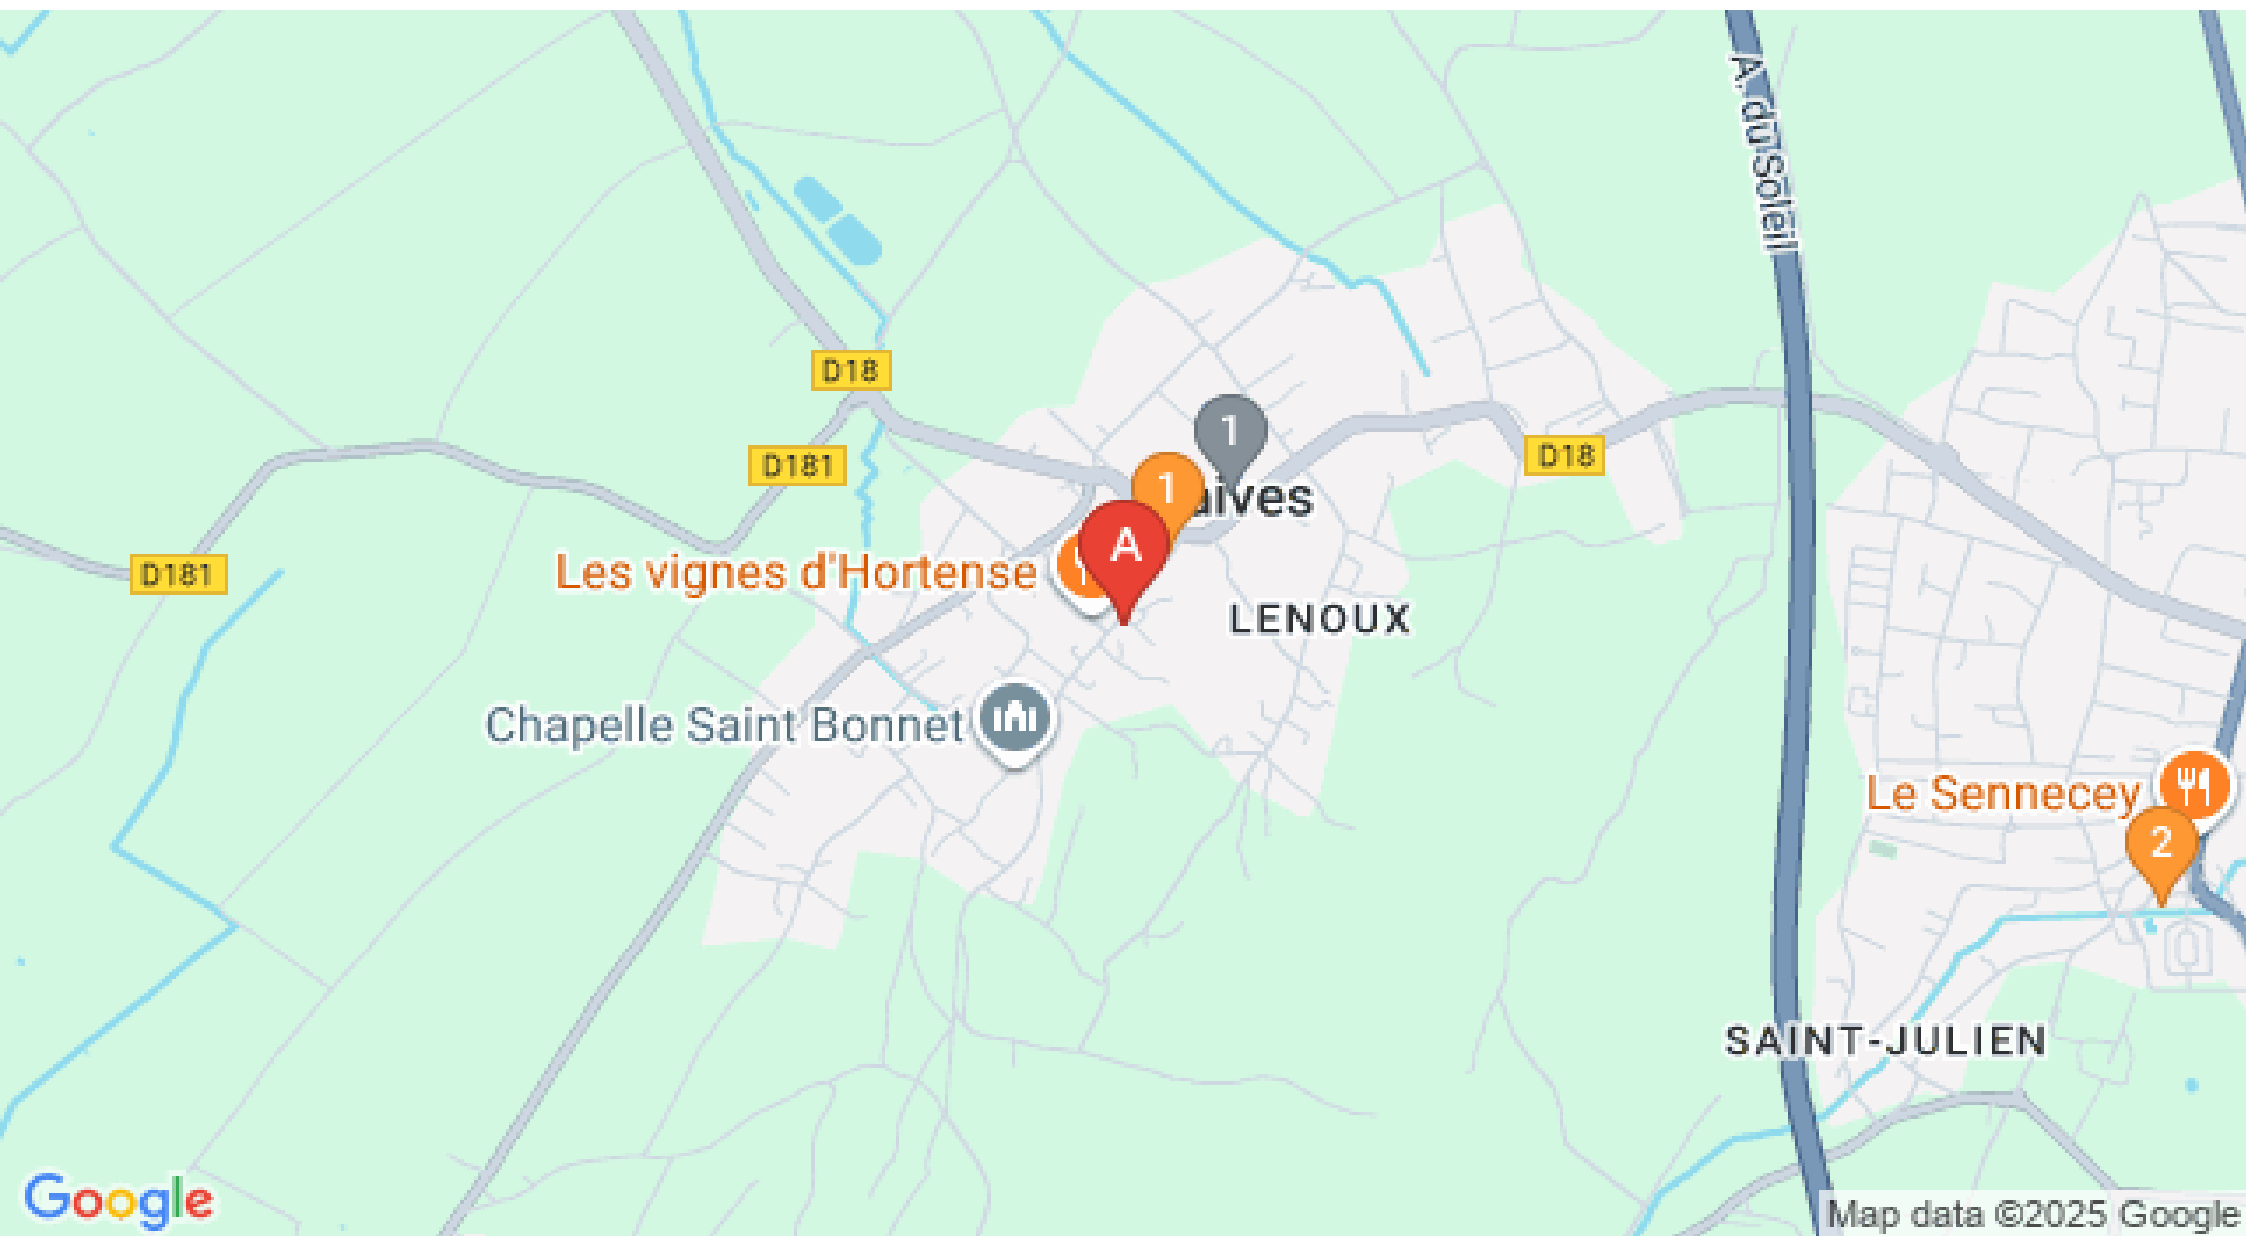 A. du Soleil
D18
1
D181
D18
1
aives
A
Les vignes d'Hortense
D181
LENOUX
Chapelle Saint Bonnet
Le Sennecey
2
SAINT-JULIEN
Google
Map data ©2025 Google